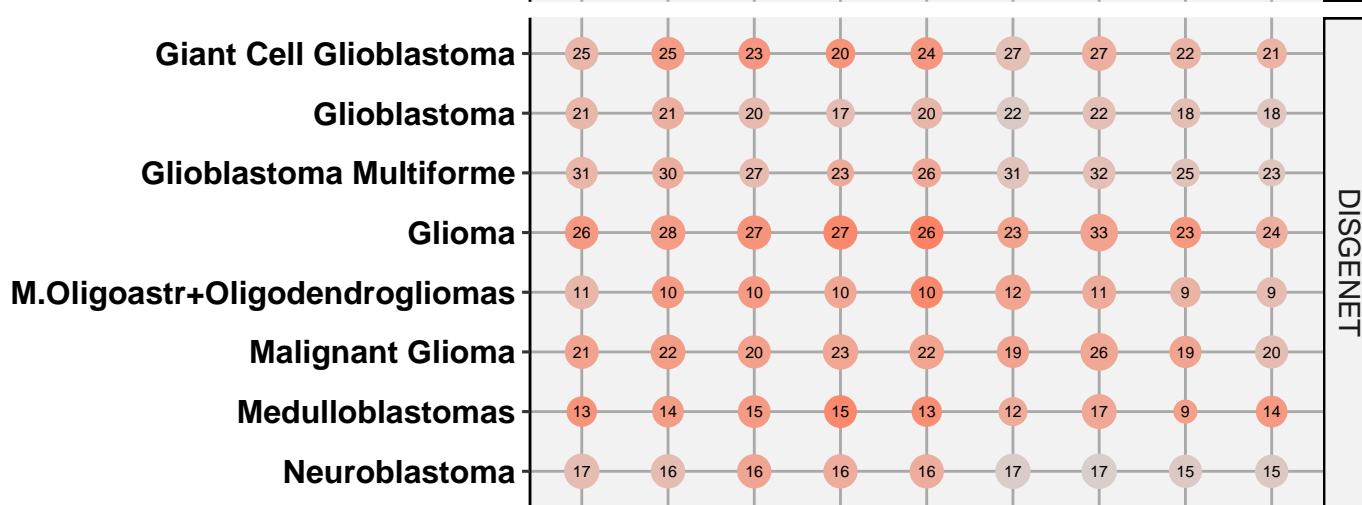 Giant Cell Glioblastoma 25 25 23 20 24 27 27 22 21
Glioblastoma 21 21 20 17 20 22 22 18 18
Glioblastoma Multiforme 31 30 27 23 26 31 32 25 23
Glioma 26 28 27 27 26 23 33 23 24
M.Oligoastr+Oligodendrogliomas 11 10 10 10 10 12 11 9 9
Malignant Glioma 21 22 20 23 22 19 26 19 20
Medulloblastomas 13 14 15 15 13 12 17 9 14
Neuroblastoma 17 16 16 16 16 17 17 15 15
DISGENET